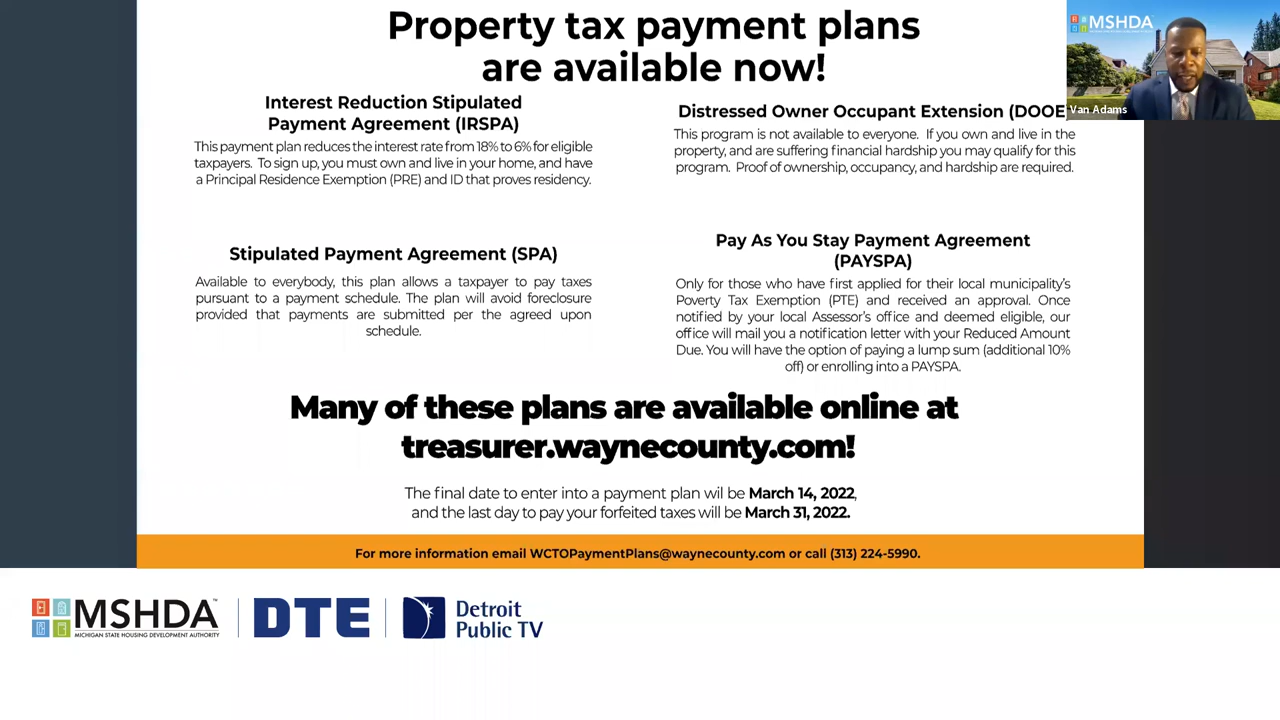 Property tax payment plans
are available now!
Interest Reduction Stipulated
Payment Agreement (IRSPA)
This payment plan reduces the interest rate from 18% to 6% for eligible
taxpayers. To sign up, you must own and live in your home, and have
a Principal Residence Exemption (PRE) and ID that proves residency.
Distressed Owner Occupant Extension (DOOE
This program is not available to everyone. If you own and live in the
property, and are suffering financial hardship you may qualify for this
program. Proof of ownership, occupancy, and hardship are required.
Stipulated Payment Agreement (SPA)
Available to everybody, this plan allows a taxpayer to pay taxes
pursuant to a payment schedule. The plan will avoid foreclosure
provided that payments are submitted per the agreed upon
schedule.
Pay As You Stay Payment Agreement
(PAYSPA)
Only for those who have first applied for their local municipality's
Poverty Tax Exemption (PTE) and received an approval. Once
notified by your local Assessor's office and deemed eligible, our
office will mail you a notification letter with your Reduced Amount
Due. You will have the option of paying a lump sum (additional 10%
off) or enrolling into a PAYSPA.
Many of these plans are available online at
treasurer.waynecounty.com!
The final date to enter into a payment plan wil be March 14, 2022,
and the last day to pay your forfeited taxes will be March 31, 2022.
For more information email WCTOPaymentPlans@waynecounty.com or call (313) 224-5990.
MSHDA
Van Adams
MSHDA™
MICHIGAN STATE HOUSING DEVELOPMENT AUTHORITY
DTE
Detroit
Public TV